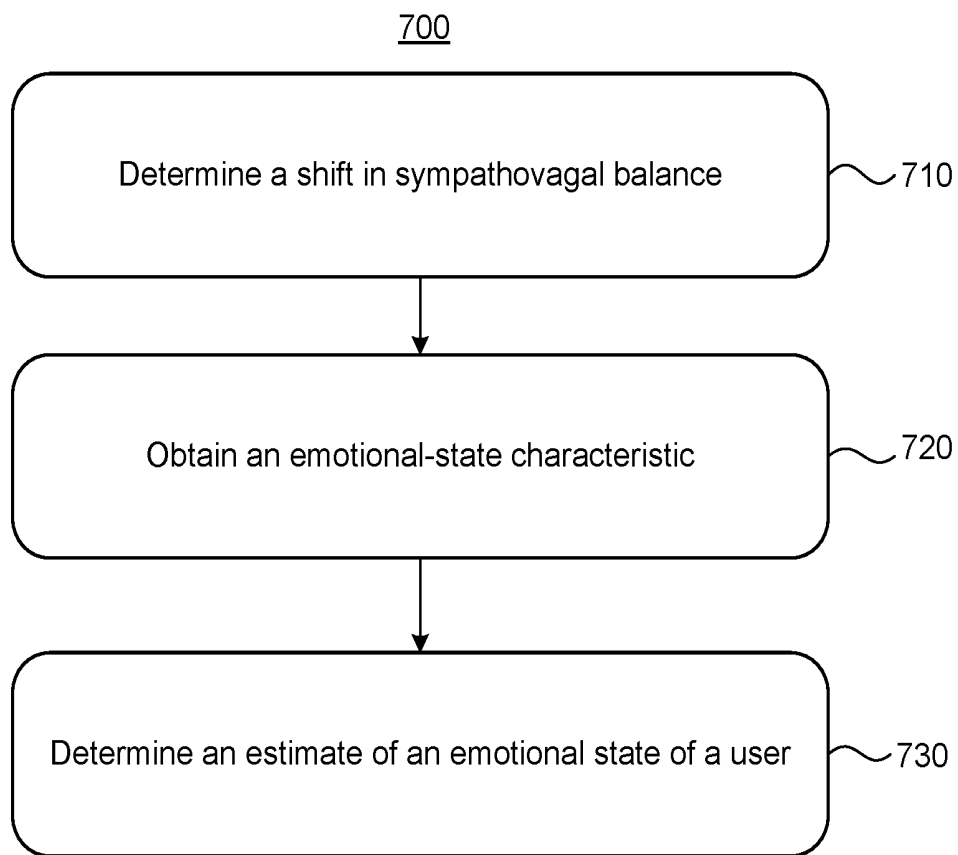 700
Determine a shift in sympathovagal balance
710
Obtain an emotional-state characteristic
720
Determine an estimate of an emotional state of a user
730